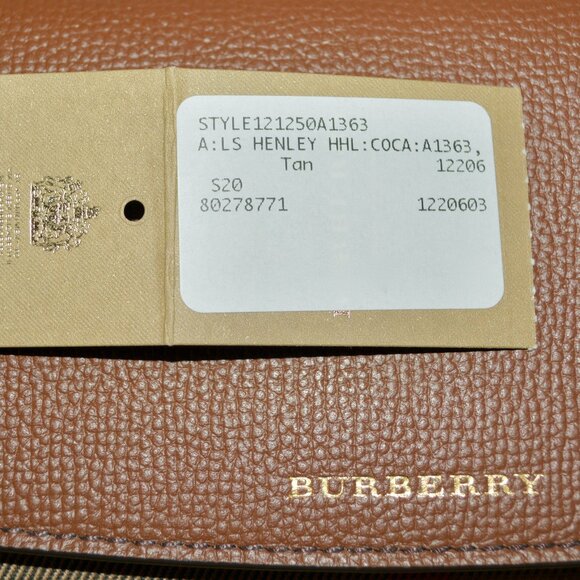 STYLE121250A1363
A:LS HENLEY HHL:COCA:A1363,
Tan 12206
S20
80278771 1220603
BURBERRY